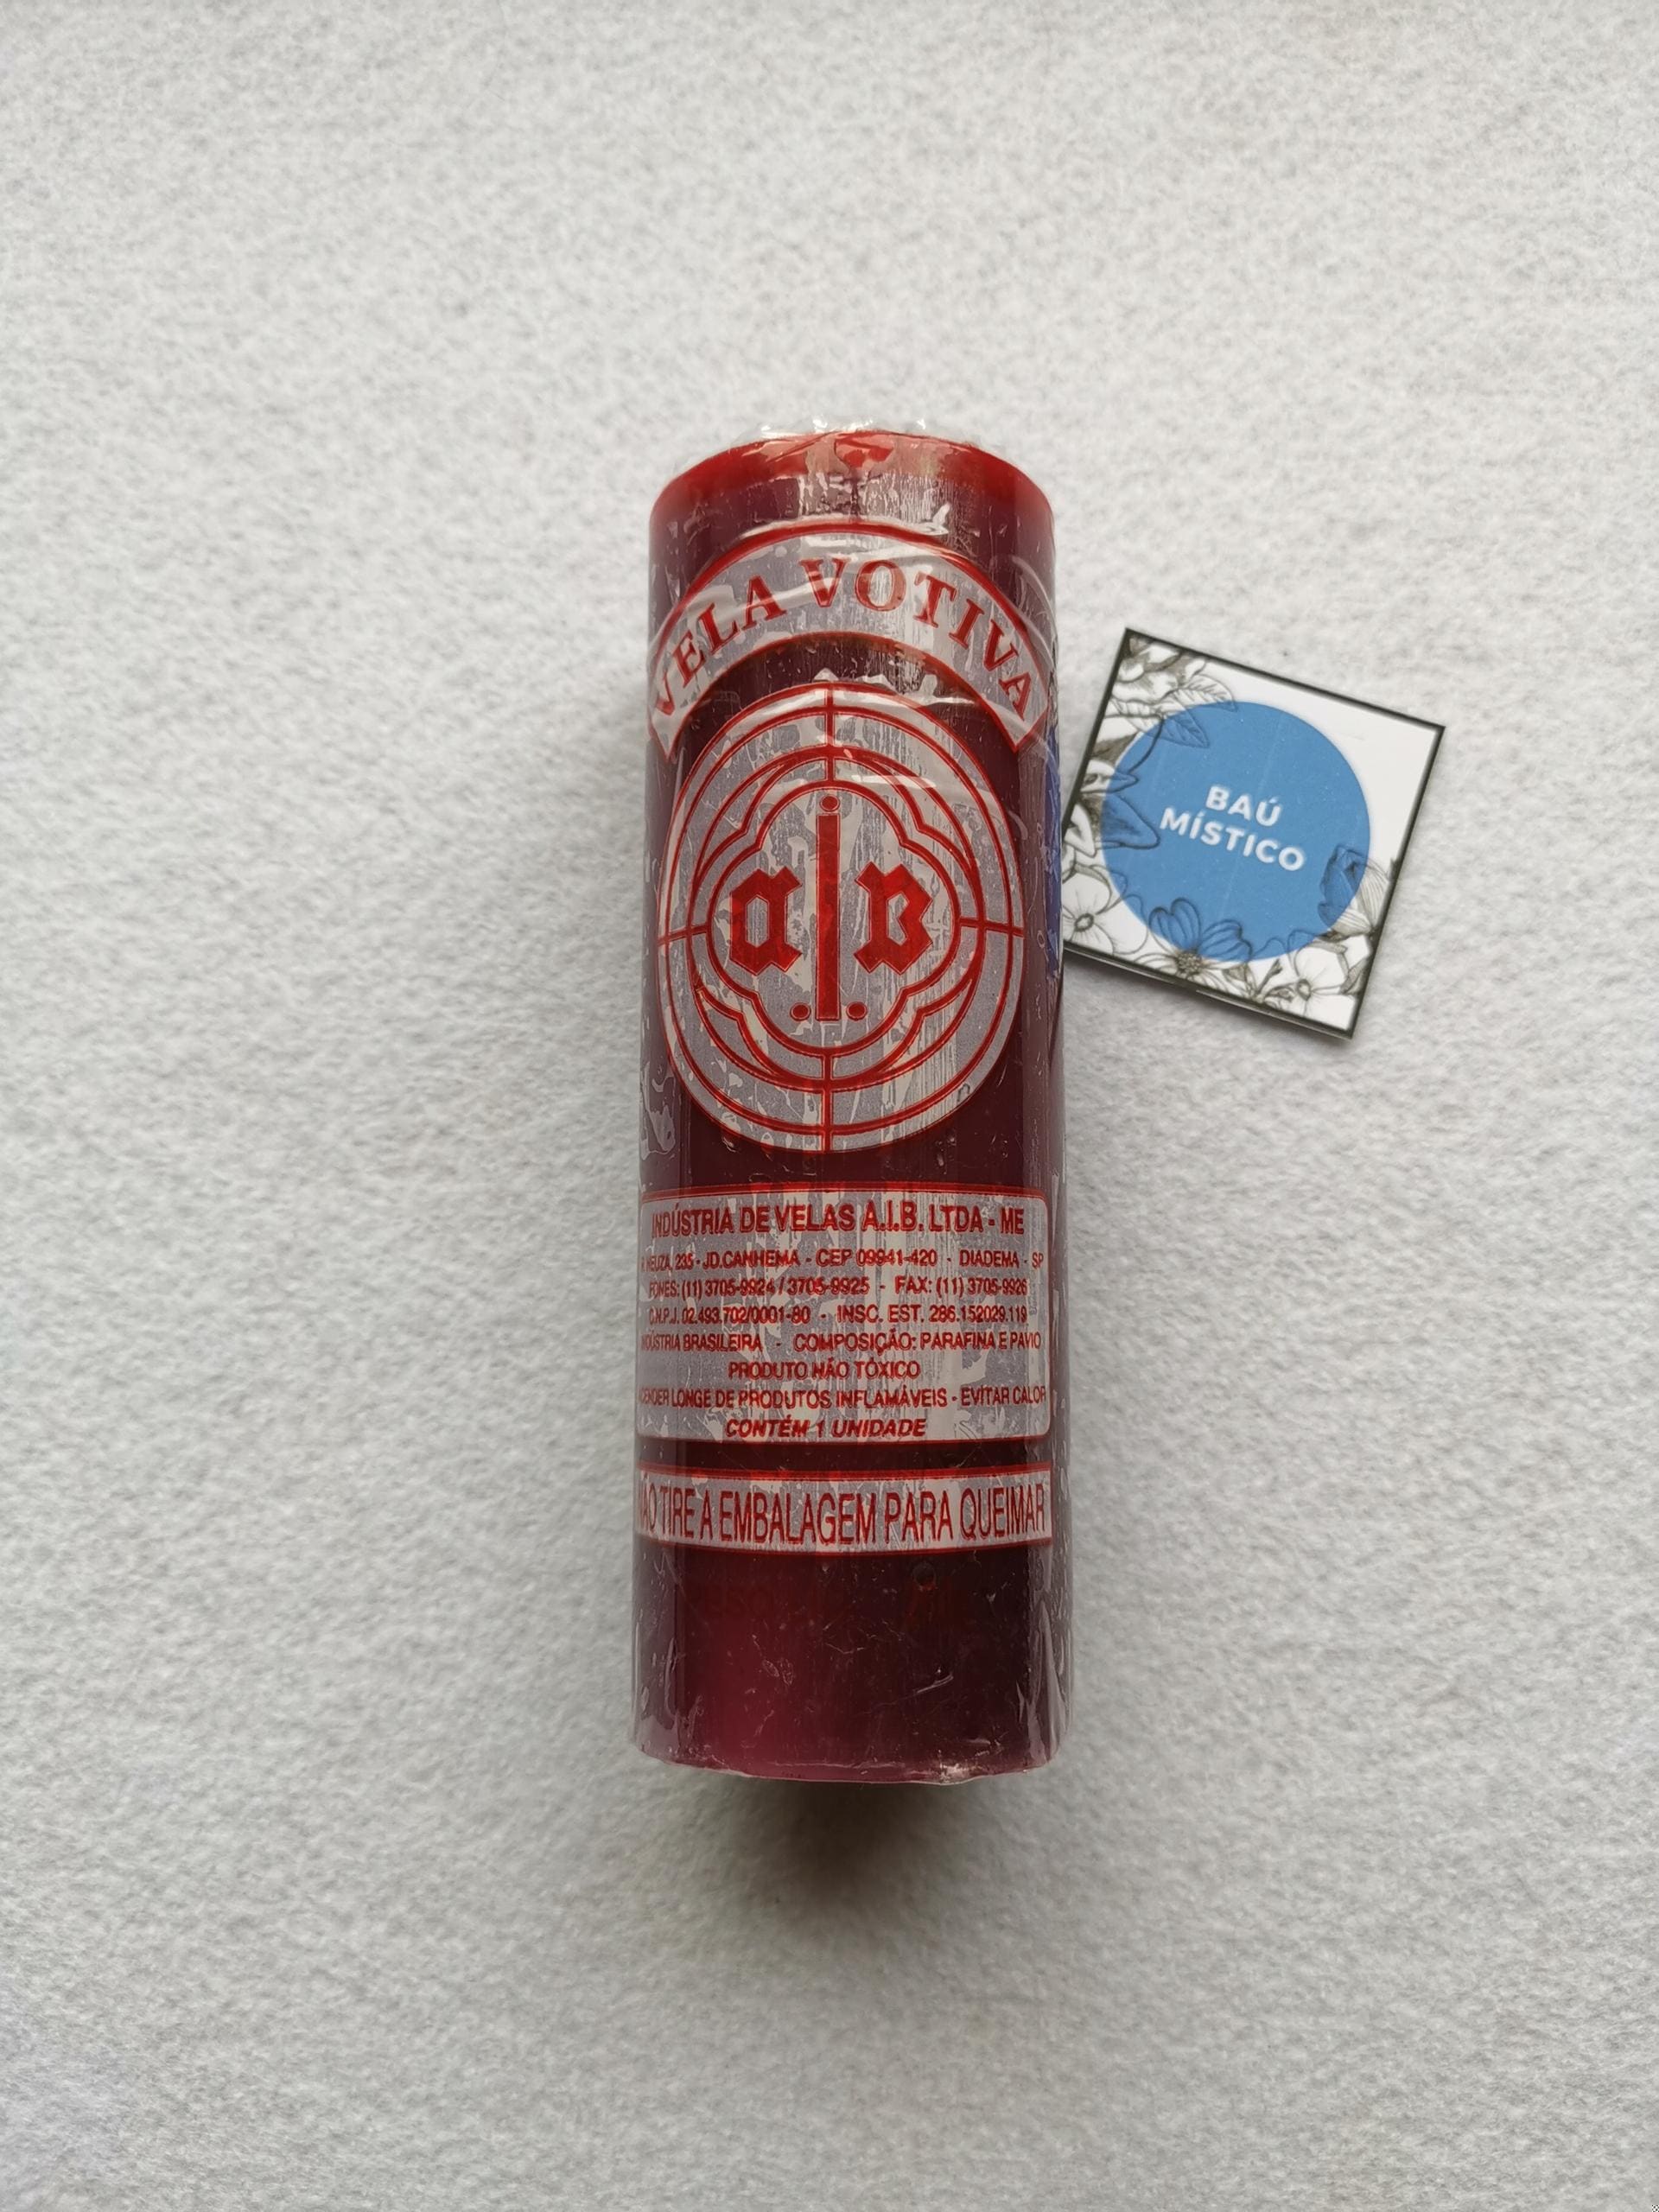 VELA VOTIVA
a.I.B
INDÚSTRIA DE VELAS A.I.B. LTDA - ME
NEUZA, 235 - JD.CANHEMA - CEP 09941-420 - DIADEMA - SP
FONES: (11) 3705-9924 / 3705-9925 - FAX: (11) 3705-9926
C.N.P.J. 02.493.702/0001-80 - INSC. EST. 286.152029.119
INDÚSTRIA BRASILEIRA - COMPOSIÇÃO: PARAFINA E PAVIO
PRODUTO NÃO TÓXICO
ACENDER LONGE DE PRODUTOS INFLAMÁVEIS - EVITAR CALOR
CONTÉM 1 UNIDADE
NÃO TIRE A EMBALAGEM PARA QUEIMAR
BAÚ
MÍSTICO